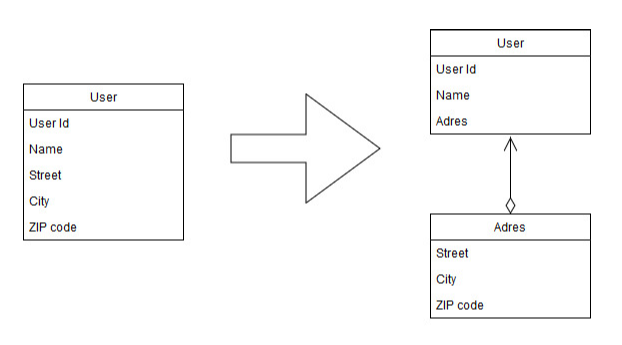 User
User Id
Name
Street
City
ZIP code
User
User Id
Name
Adres
Adres
Street
City
ZIP code